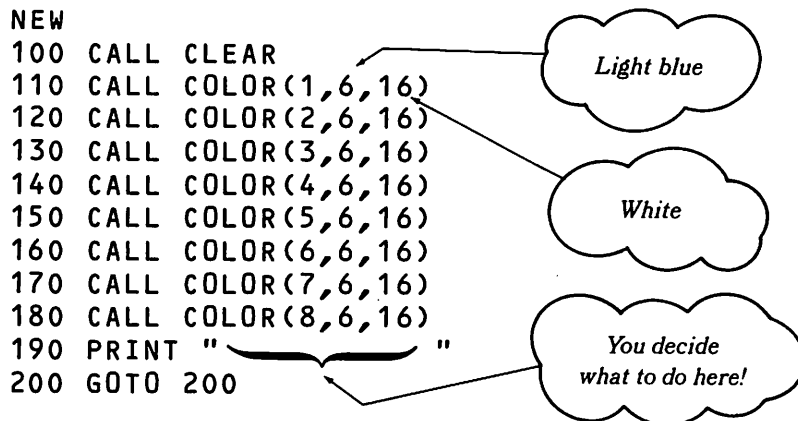 NEW
100 CALL CLEAR
110 CALL COLOR(1,6,16)
120 CALL COLOR(2,6,16)
130 CALL COLOR(3,6,16)
140 CALL COLOR(4,6,16)
150 CALL COLOR(5,6,16)
160 CALL COLOR(6,6,16)
170 CALL COLOR(7,6,16)
180 CALL COLOR(8,6,16)
190 PRINT " "
200 GOTO 200
Light blue
White
You decide
what to do here!